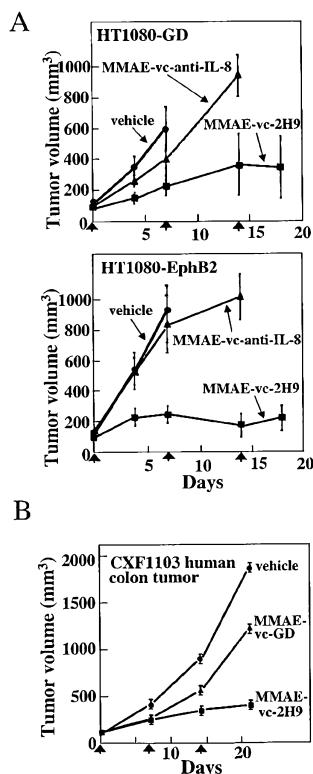 A
HT1080-GD
MMAE-vc-anti-IL-8
vehicle
MMAE-vc-2H9
Tumor volume (mm3)
1000
800
600
400
200
0
5
10
15
20
HT1080-EphB2
vehicle
MMAE-vc-anti-IL-8
MMAE-vc-2H9
Tumor volume (mm3)
1000
800
600
400
200
0
0
5
10
15
20
Days
B
CXF1103 human
colon tumor
vehicle
MMAE-
vc-GD
MMAE-
vc-2H9
Tumor volume (mm3)
2000
1500
1000
500
0
0
10
20
Days